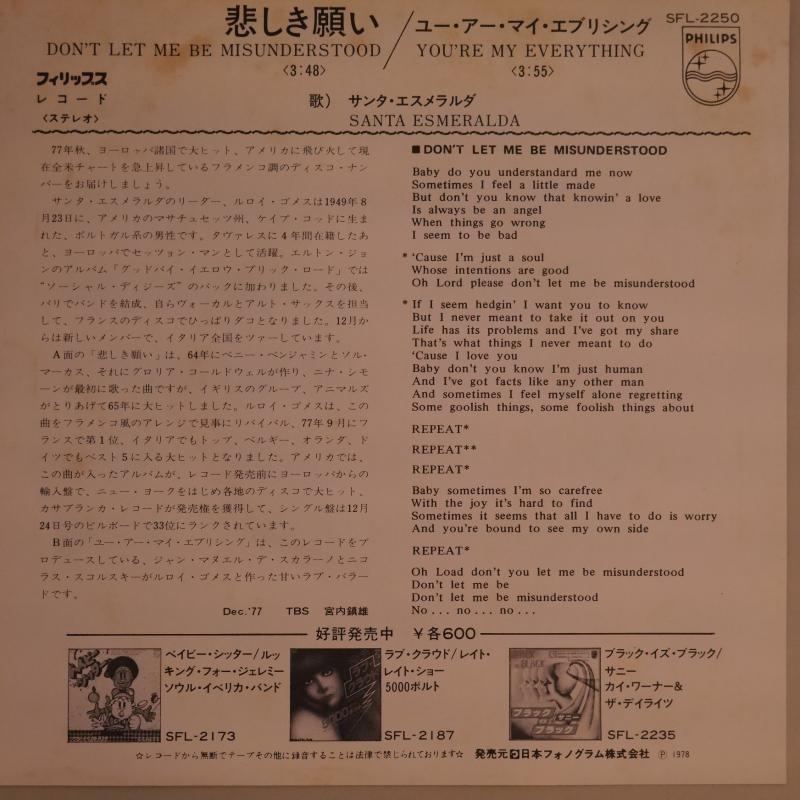 悲しき願い
DON'T LET ME BE MISUNDERSTOOD
〈3:48〉
ユー・アー・マイ・エブリシング
YOU'RE MY EVERYTHING
〈3:55〉
SFL-2250
PHILIPS
フィリップス
レコード
〈ステレオ〉
歌） サンタ・エスメラルダ
SANTA ESMERALDA
77年秋、ヨーロッパ諸国で大ヒット、アメリカに飛び火して現
在全米チャートを急上昇しているフラメンコ調のディスコ・ナン
バーをお届けしましょう。
サンタ・エスメラルダのリーダー、ルロイ・ゴメスは1949年8
月23日に、アメリカのマサチュセッツ州、ケイプ・コッドに生ま
れた、ポルトガル系の男性です。タヴァレスに4年間在籍したあ
と、ヨーロッパでセッション・マンとして活躍。エルトン・ジョ
ンのアルバム「グッドバイ・イエロウ・ブリック・ロード」では
“ソーシャル・ディジーズ”のバックに加わりました。その後、
パリでバンドを結成、自らヴォーカルとアルト・サックスを担当
して、フランスのディスコでひっぱりダコとなりました。12月か
らは新しいメンバーで、イタリア全国をツァーしています。
A面の「悲しき願い」は、64年にベニー・ベンジャミンとソル・
マーカス、それにグロリア・コールドウェルが作り、ニナ・シモ
ーンが最初に歌った曲ですが、イギリスのグループ、アニマルズ
がとりあげて65年に大ヒットしました。ルロイ・ゴメスは、この
曲をフラメンコ風のアレンジで見事にリバイバル、77年9月にフ
ランスで第1位、イタリアでもトップ、ベルギー、オランダ、ド
イツでもベスト5に入る大ヒットとなりました。アメリカでは、
この曲が入ったアルバムが、レコード発売前にヨーロッパからの
輸入盤で、ニュー・ヨークをはじめ各地のディスコで大ヒット、
カサブランカ・レコードが発売権を獲得して、シングル盤は12月
24日号のビルボードで33位にランクされています。
B面の「ユー・アー・マイ・エブリシング」は、このレコードをプ
ロデュースしている、ジャン・マヌエル・デ・スカラーノとニコ
ラス・スコルスキーがルロイ・ゴメスと作った甘いラブ・バラー
ドです。
Dec.'77 TBS 宮内鎮雄
■DON'T LET ME BE MISUNDERSTOOD
Baby do you understand me now
Sometimes I feel a little made
But don't you know that knowin' a love
Is always be an angel
When things go wrong
I seem to be bad
* ‘Cause I'm just a soul
Whose intentions are good
Oh Lord please don't let me be misunderstood
* If I seem hedgin' I want you to know
But I never meant to take it out on you
Life has its problems and I've got my share
That's what things I never meant to do
‘Cause I love you
Baby don't you know I'm just human
And I've got facts like any other man
And sometimes I feel myself alone regretting
Some goolish things, some foolish things about
REPEAT*
REPEAT**
REPEAT*
Baby sometimes I'm so carefree
With the joy it's hard to find
Sometimes it seems that all I have to do is worry
And you're bound to see my own side
REPEAT*
Oh Load don't you let me be misunderstood
Don't let me be
Don't let me be misunderstood
No... no... no...
好評発売中 ￥各600
ベイビー・シッター/ルッ
キング・フォー・ジェレミー
ソウル・イベリカ・バンド
SFL-2173
ラブ・クラウド/レイト・
レイト・ショー
5000ボルト
SFL-2187
ブラック・イズ・ブラック/
サニー
カイ・ワーナー&
ザ・デイライツ
SFL-2235
☆レコードから無断でテープその他に録音することは法律で禁じられております☆
発売元 日本フォノグラム株式会社 Ⓟ 1978